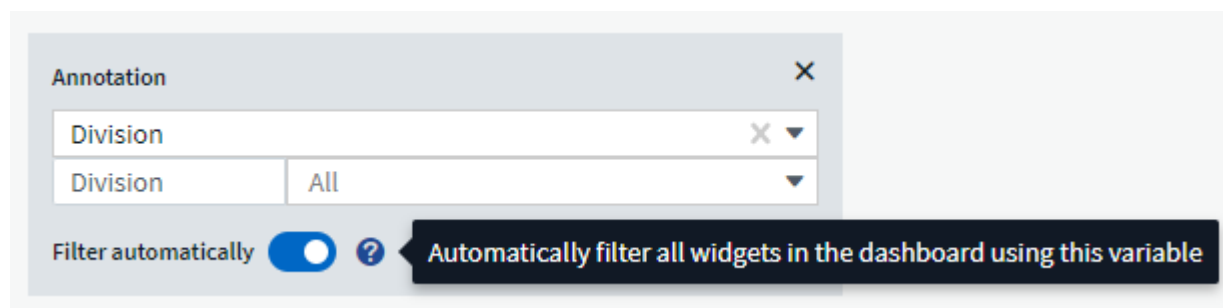 Annotation
Division
Division All
Filter automatically Automatically filter all widgets in the dashboard using this variable